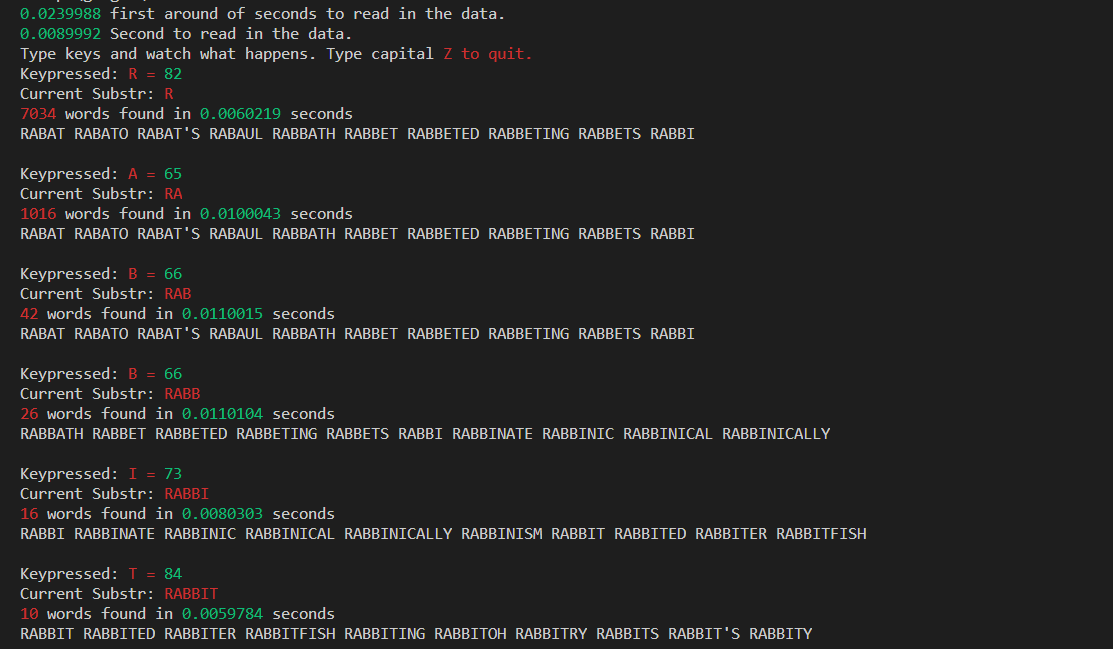 0.0239988 first around of seconds to read in the data.
0.0089992 Second to read in the data.
Type keys and watch what happens. Type capital Z to quit.
Keypressed: R = 82
Current Substr: R
7034 words found in 0.0060219 seconds
RABAT RABATO RABAT'S RABAUL RABBATH RABBET RABBETED RABBETING RABBETS RABBI
Keypressed: A = 65
Current Substr: RA
1016 words found in 0.0100043 seconds
RABAT RABATO RABAT'S RABAUL RABBATH RABBET RABBETED RABBETING RABBETS RABBI
Keypressed: B = 66
Current Substr: RAB
42 words found in 0.0110015 seconds
RABAT RABATO RABAT'S RABAUL RABBATH RABBET RABBETED RABBETING RABBETS RABBI
Keypressed: B = 66
Current Substr: RABB
26 words found in 0.0110104 seconds
RABBATH RABBET RABBETED RABBETING RABBETS RABBI RABBINATE RABBINIC RABBINICAL RABBINICALLY
Keypressed: I = 73
Current Substr: RABBI
16 words found in 0.0080303 seconds
RABBI RABBINATE RABBINIC RABBINICAL RABBINICALLY RABBINISM RABBIT RABBITED RABBITER RABBITFISH
Keypressed: T = 84
Current Substr: RABBIT
10 words found in 0.0059784 seconds
RABBIT RABBITED RABBITER RABBITFISH RABBITING RABBITOH RABBITRY RABBITS RABBIT'S RABBITY